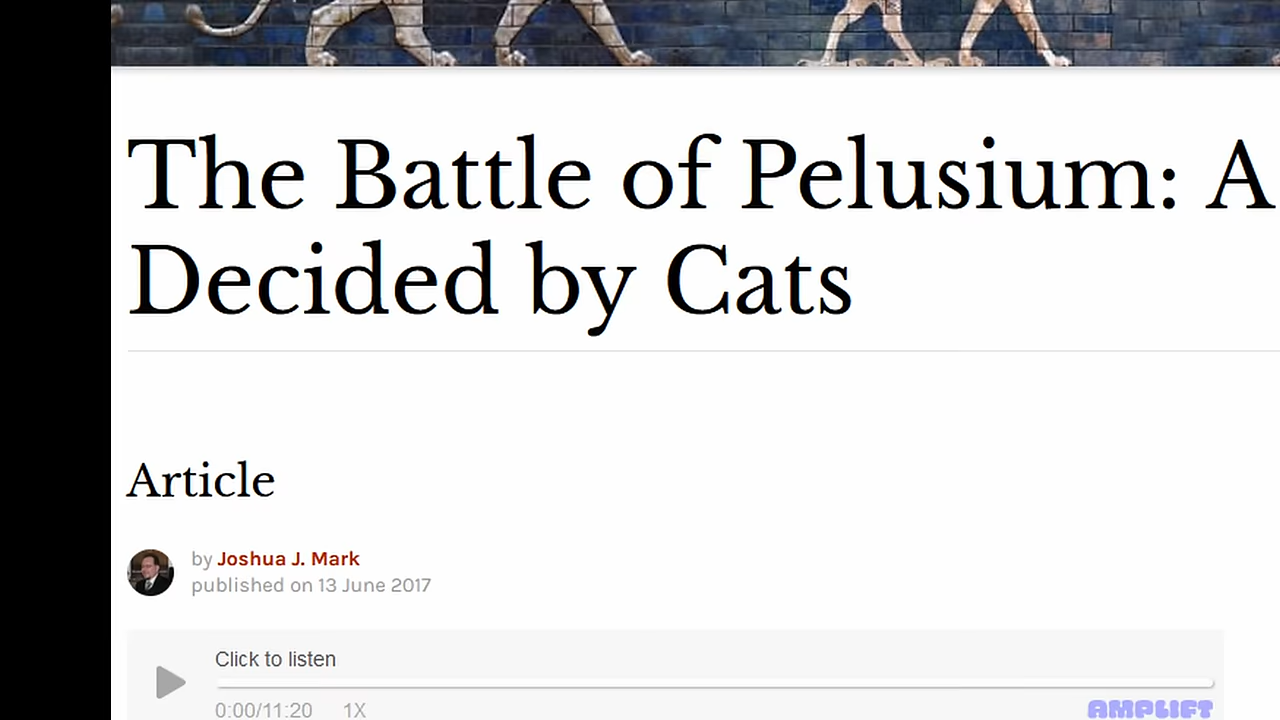 The Battle of Pelusium: A
Decided by Cats
Article
by Joshua J. Mark
published on 13 June 2017
Click to listen
0:00/11:20 1X
AMPLIFT